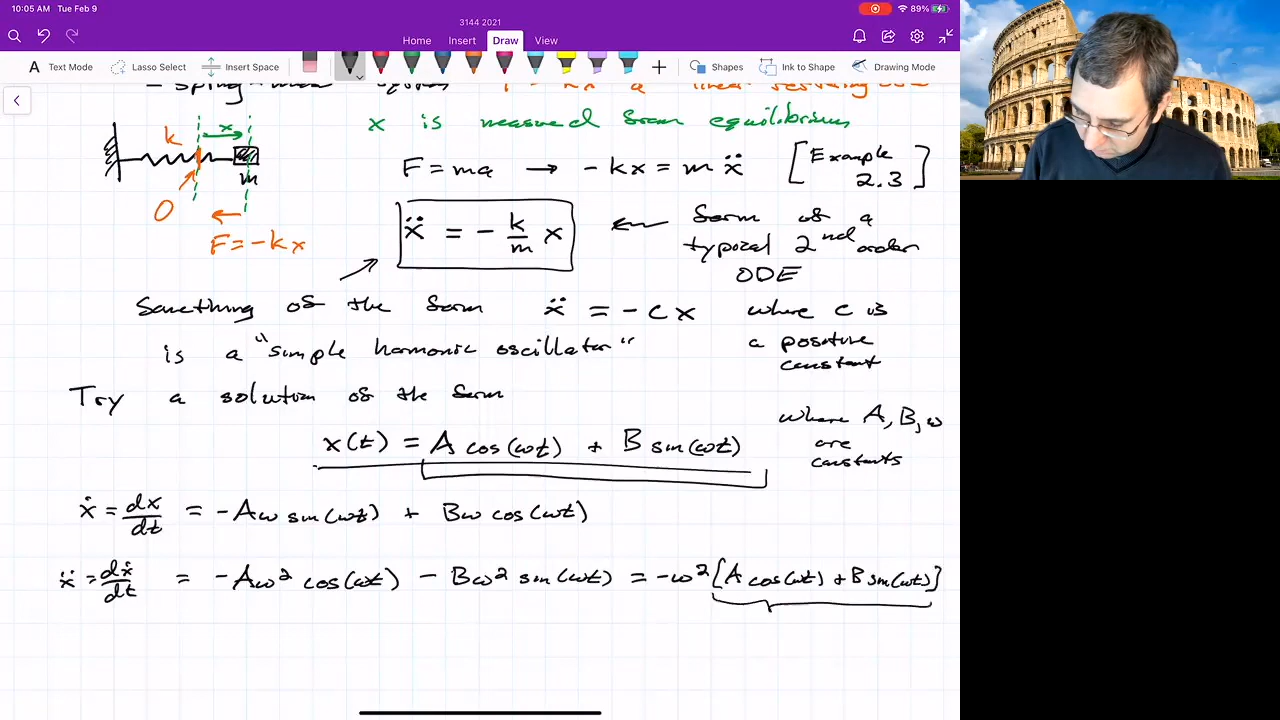 10:05 AM Tue Feb 9
89%
3144 2021
Home Insert Draw View
Text Mode Lasso Select Insert Space Shapes Ink to Shape Drawing Mode
F = -kx a linear restoring
x is measured from equilibrium
k x
m
O
F = -kx
F = ma → -kx = mẍ [Example 2.3]
ẍ = - k/m x ← form of a typical 2nd order ODE
Something of the form ẍ = -cx where c is
is a "simple harmonic oscillator" a positive constant
Try a solution of the form
x(t) = A cos(ωt) + B sin(ωt) where A, B, ω are constants
ẋ = dx/dt = -Aω sin(ωt) + Bω cos(ωt)
ẍ = dẋ/dt = -Aω² cos(ωt) - Bω² sin(ωt) = -ω² [A cos(ωt) + B sin(ωt)]